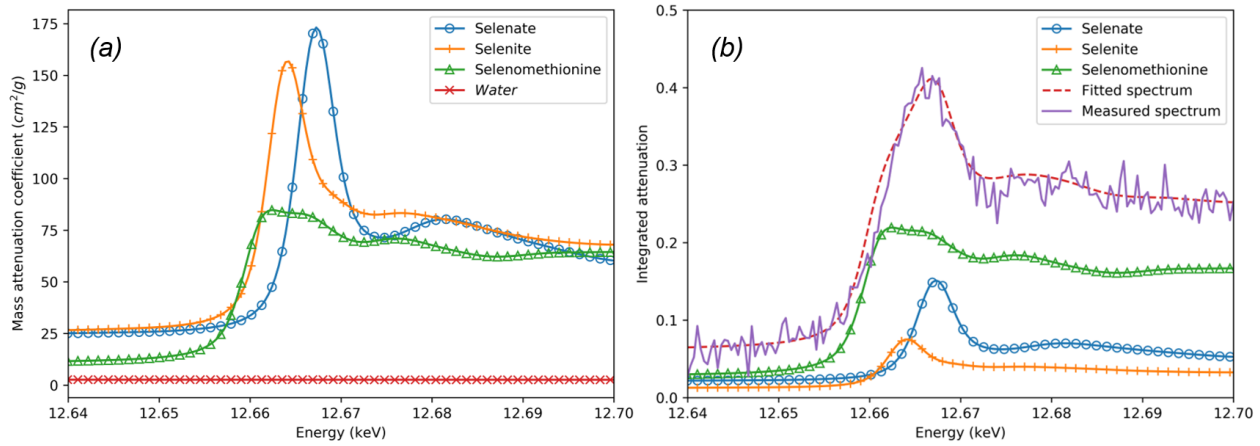 (a)
Selenate
Selenite
Selenomethionine
Water
Mass attenuation coefficient (cm²/g)
175
150
125
100
75
50
25
0
12.64 12.65 12.66 12.67 12.68 12.69 12.70
Energy (keV)
(b)
Selenate
Selenite
Selenomethionine
Fitted spectrum
Measured spectrum
Integrated attenuation
0.5
0.4
0.3
0.2
0.1
0.0
12.64 12.65 12.66 12.67 12.68 12.69 12.70
Energy (keV)